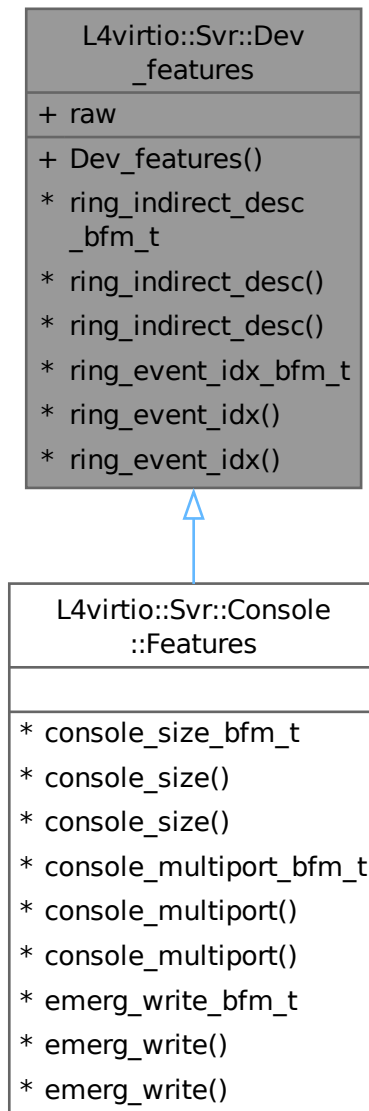 L4virtio::Svr::Dev
_features
+ raw
+ Dev_features()
* ring_indirect_desc
_bfm_t
* ring_indirect_desc()
* ring_indirect_desc()
* ring_event_idx_bfm_t
* ring_event_idx()
* ring_event_idx()
L4virtio::Svr::Console
::Features
* console_size_bfm_t
* console_size()
* console_size()
* console_multiport_bfm_t
* console_multiport()
* console_multiport()
* emerg_write_bfm_t
* emerg_write()
* emerg_write()